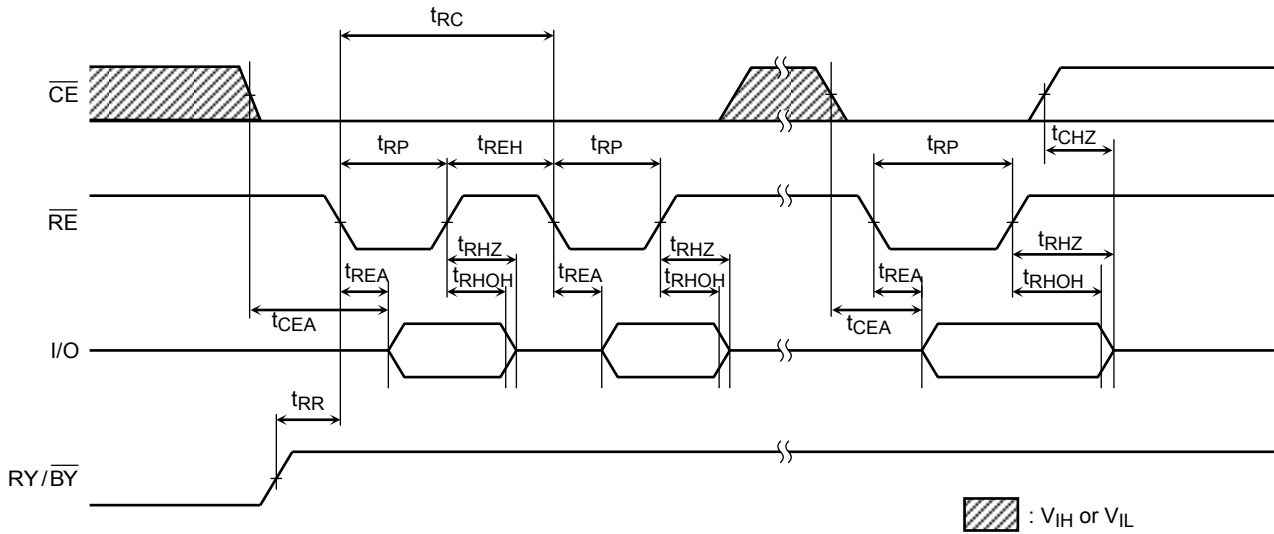 tRC
CE
tCHZ
tRP tREH tRP tRP
RE
tRHZ tRHZ tRHZ
tREA tRHOH tREA tRHOH tREA tRHOH
tCEA tCEA
I/O
tRR
RY/BY
: VIH or VIL